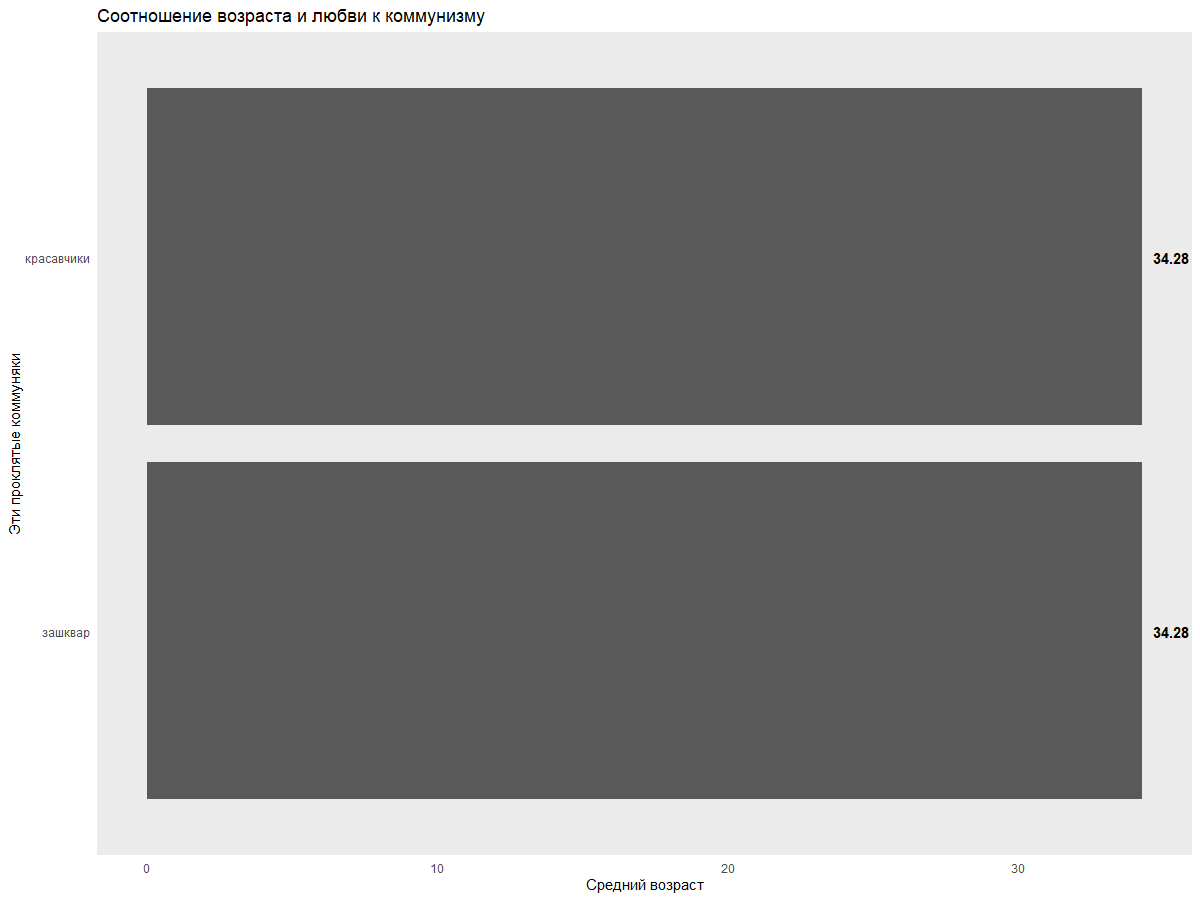 Соотношение возраста и любви к коммунизму
Эти проклятые коммуняки
красавчики
34.28
зашквар
34.28
0 10 20 30
Средний возраст